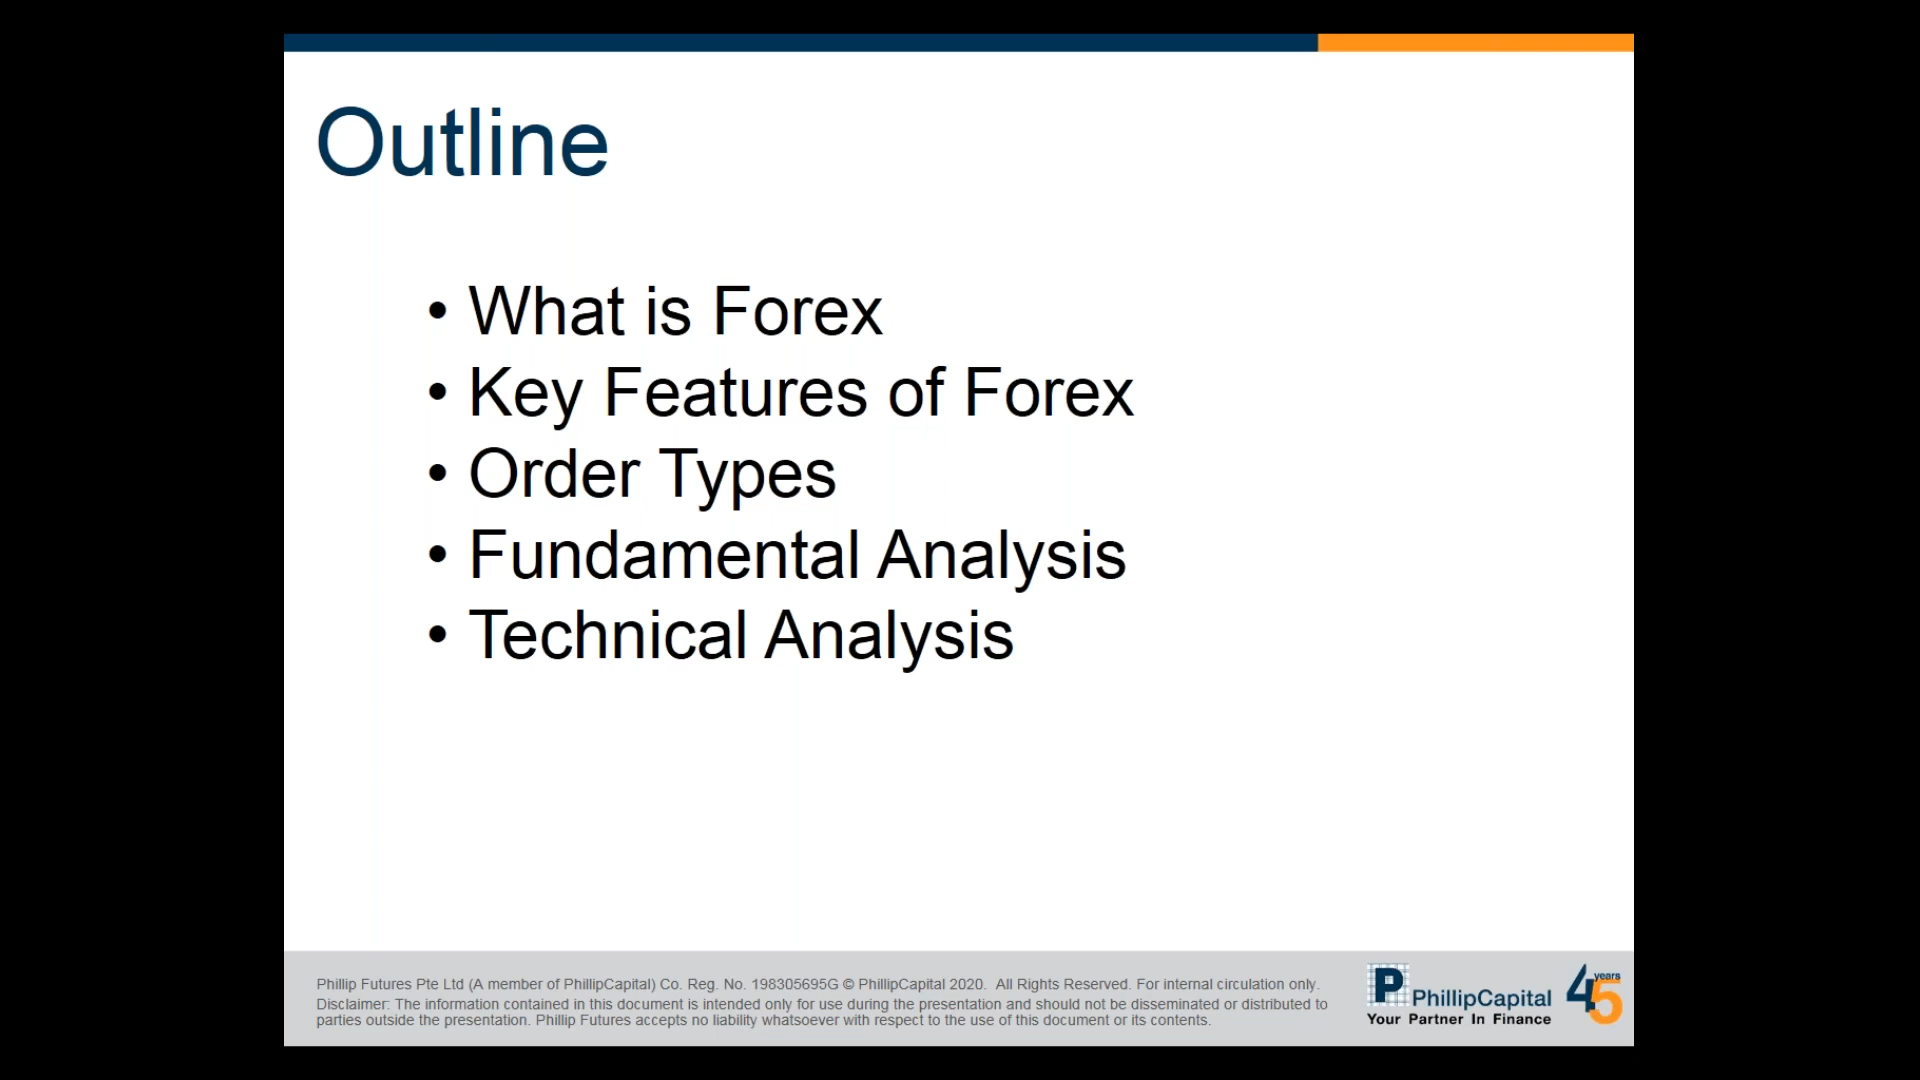 Outline
• What is Forex
• Key Features of Forex
• Order Types
• Fundamental Analysis
• Technical Analysis
Phillip Futures Pte Ltd (A member of PhillipCapital) Co. Reg. No. 198305695G © PhillipCapital 2020.  All Rights Reserved. For internal circulation only.
Disclaimer: The information contained in this document is intended only for use during the presentation and should not be disseminated or distributed to
parties outside the presentation. Phillip Futures accepts no liability whatsoever with respect to the use of this document or its contents.
P PhillipCapital
Your Partner In Finance
45 years